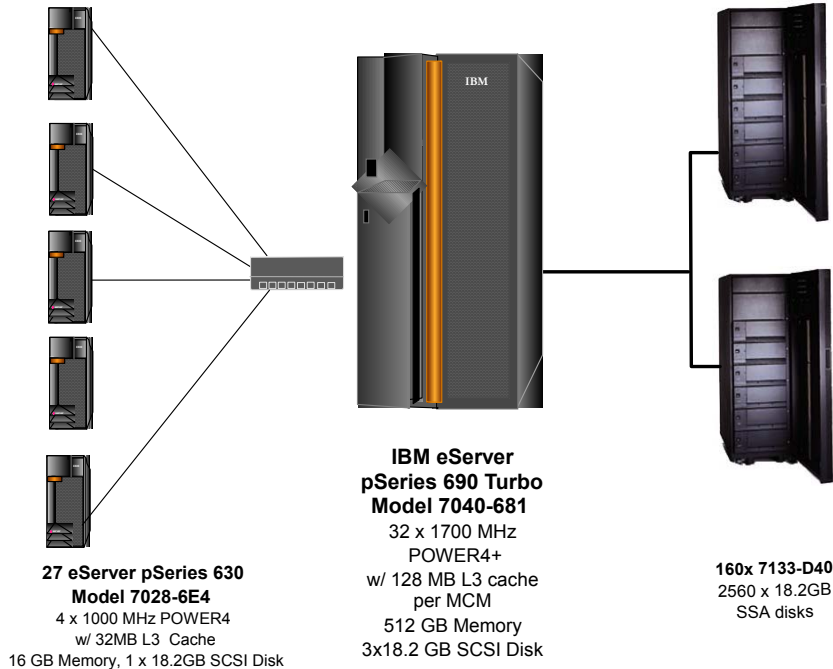 IBM
27 eServer pSeries 630
Model 7028-6E4
4 x 1000 MHz POWER4
w/ 32MB L3 Cache
16 GB Memory, 1 x 18.2GB SCSI Disk
IBM eServer
pSeries 690 Turbo
Model 7040-681
32 x 1700 MHz
POWER4+
w/ 128 MB L3 cache
per MCM
512 GB Memory
3x18.2 GB SCSI Disk
160x 7133-D40
2560 x 18.2GB
SSA disks